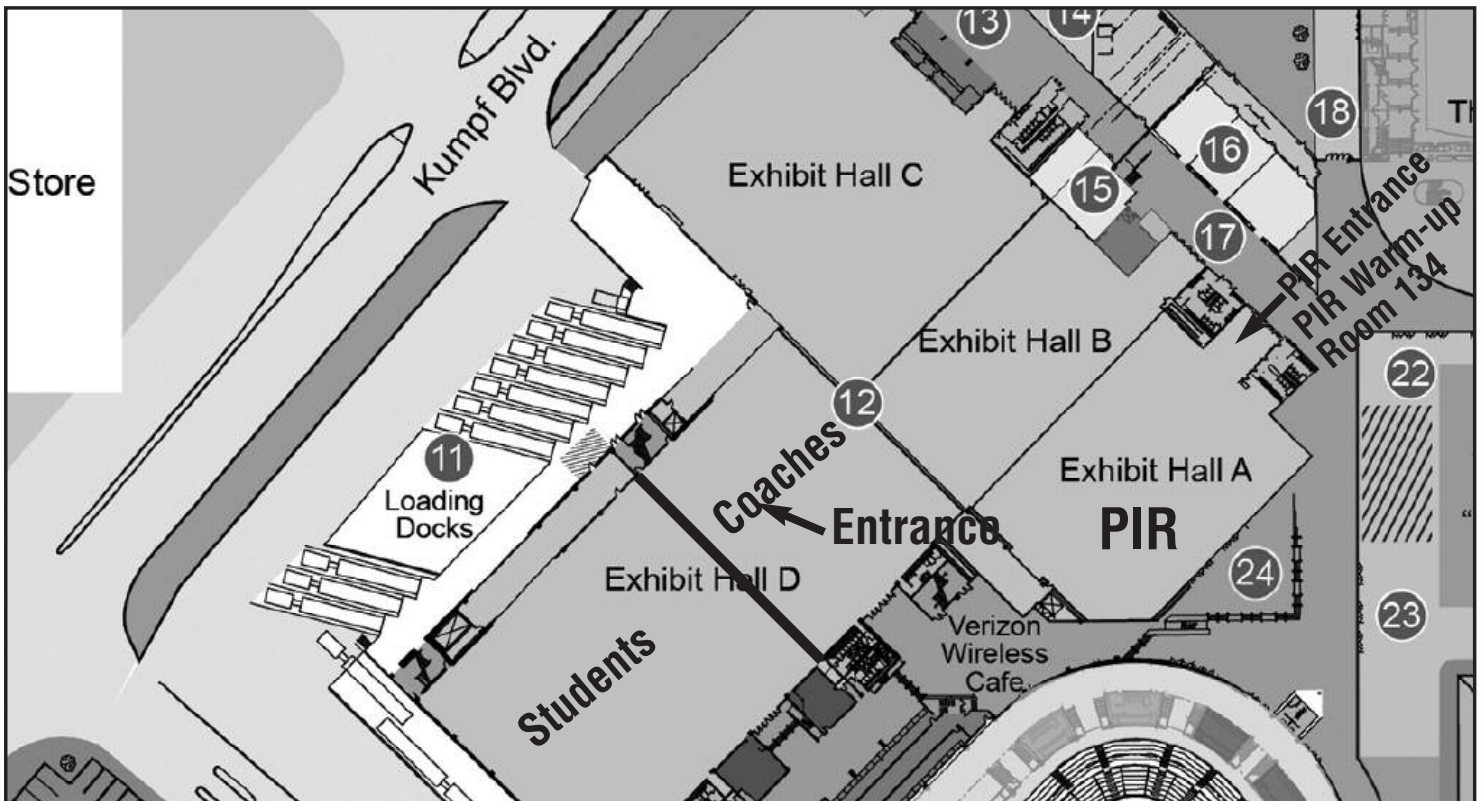 13
14
Kumpf Blvd.
18
Th
Store
Exhibit Hall C
16
15
17
PIR Entrance
PIR Warm-up
Room 134
Exhibit Hall B
22
12
11
Loading
Docks
Coaches
Entrance
Exhibit Hall A
PIR
Exhibit Hall D
24
23
Verizon
Wireless
Cafe
Students